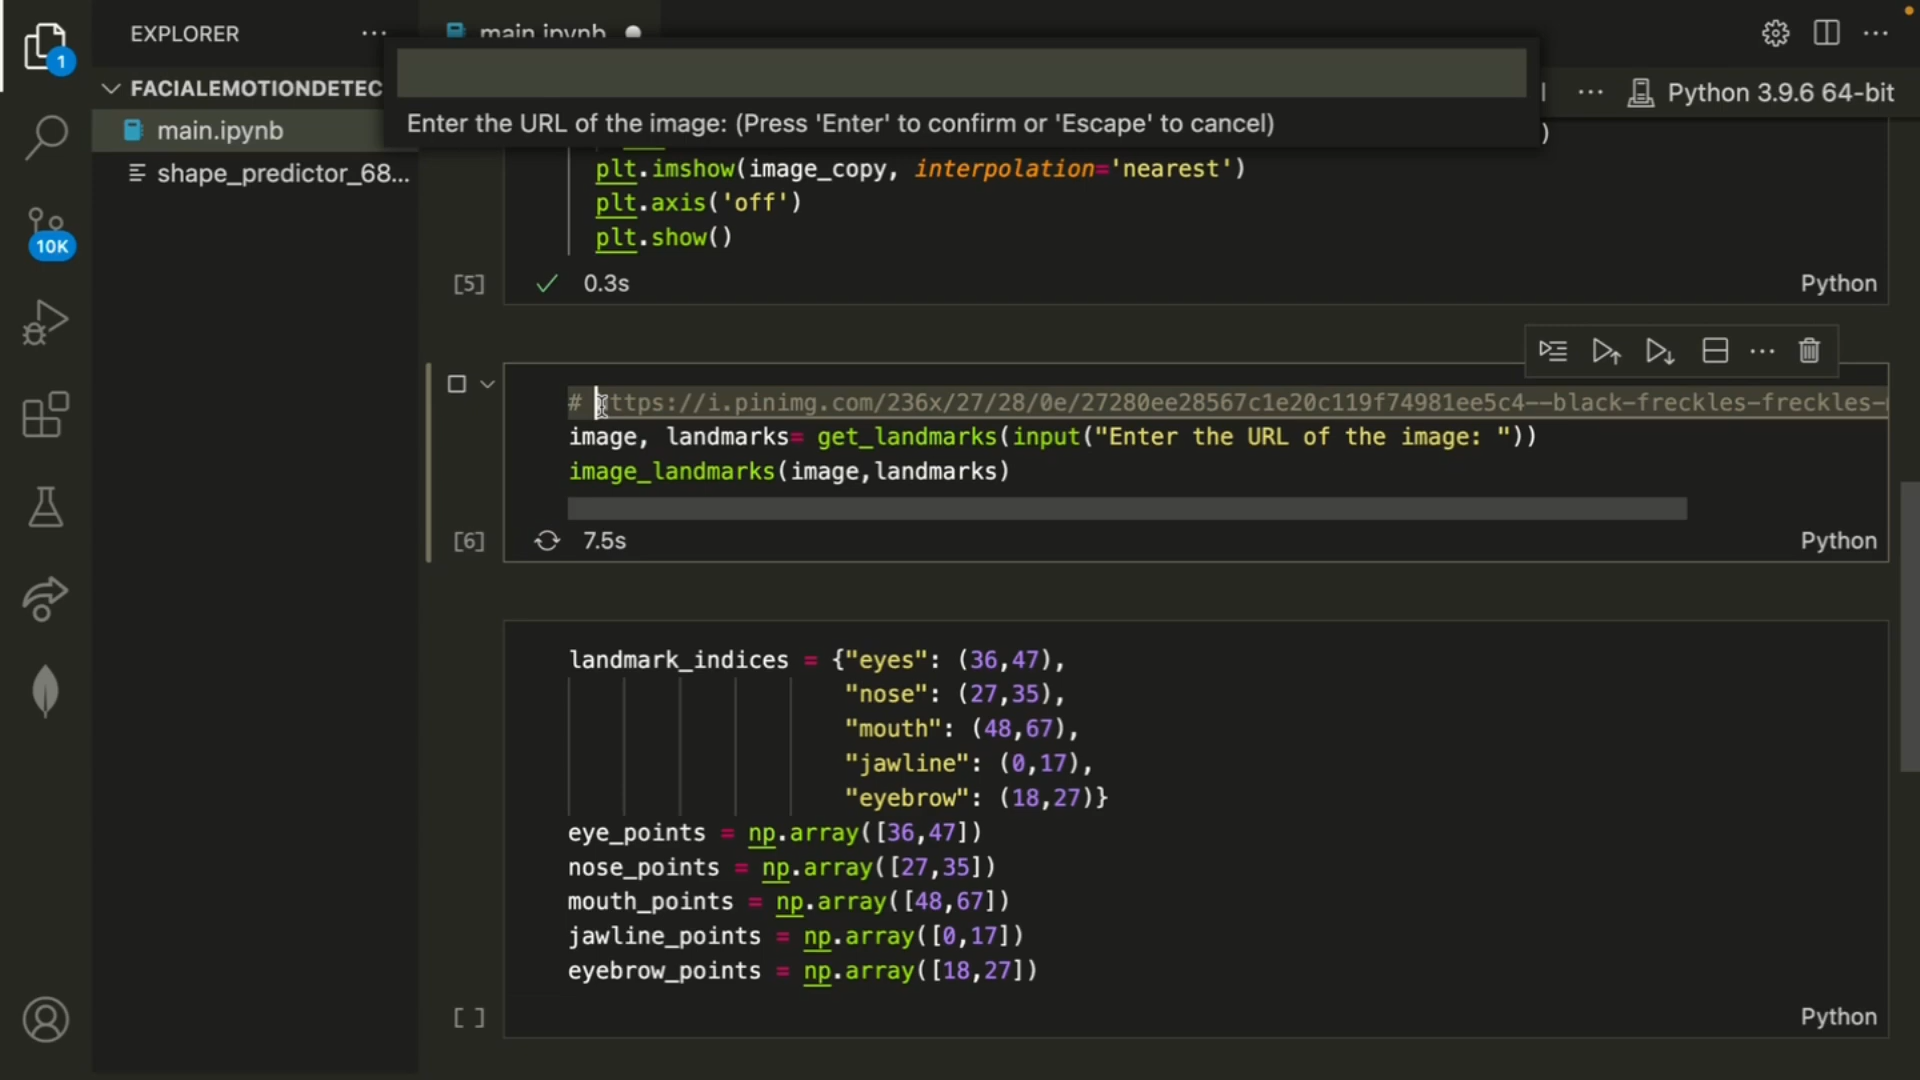 EXPLORER
main.ipynb
1
Python 3.9.6 64-bit
FACIALEMOTIONDETEC
Enter the URL of the image: (Press 'Enter' to confirm or 'Escape' to cancel)
main.ipynb
)
shape_predictor_68...
plt.imshow(image_copy, interpolation='nearest')
plt.axis('off')
plt.show()
10K
[5]
0.3s
Python
# https://i.pinimg.com/236x/27/28/0e/27280ee28567c1e20c119f74981ee5c4--black-freckles-freckles-
image, landmarks= get_landmarks(input("Enter the URL of the image: "))
image_landmarks(image,landmarks)
[6]
7.5s
Python
landmark_indices = {"eyes": (36,47),
"nose": (27,35),
"mouth": (48,67),
"jawline": (0,17),
"eyebrow": (18,27)}
eye_points = np.array([36,47])
nose_points = np.array([27,35])
mouth_points = np.array([48,67])
jawline_points = np.array([0,17])
eyebrow_points = np.array([18,27])
[ ]
Python